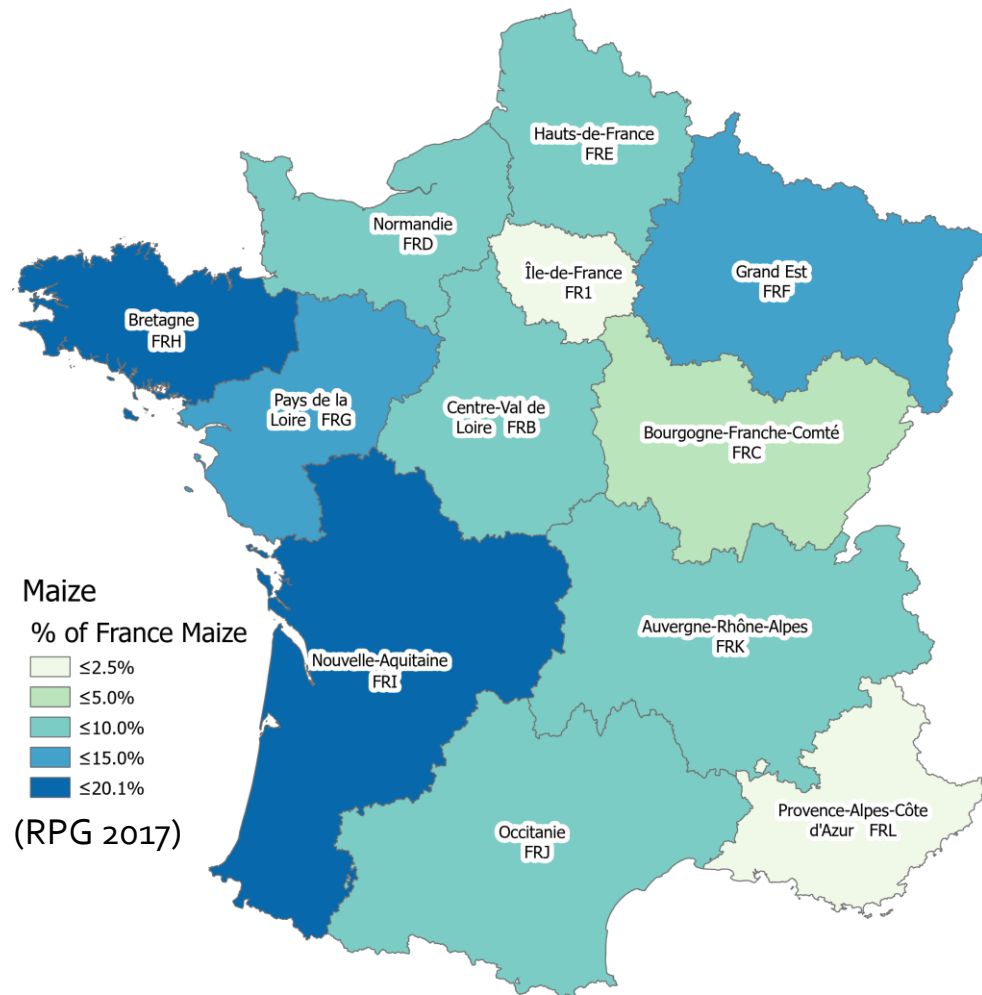 Hauts-de-France
FRE
Normandie
FRD
Île-de-France
FR1
Grand Est
FRF
Bretagne
FRH
Pays de la
Loire FRG
Centre-Val de
Loire FRB
Bourgogne-Franche-Comté
FRC
Maize
% of France Maize
≤2.5%
≤5.0%
≤10.0%
≤15.0%
≤20.1%
(RPG 2017)
Nouvelle-Aquitaine
FRI
Auvergne-Rhône-Alpes
FRK
Occitanie
FRJ
Provence-Alpes-Côte
d'Azur FRL